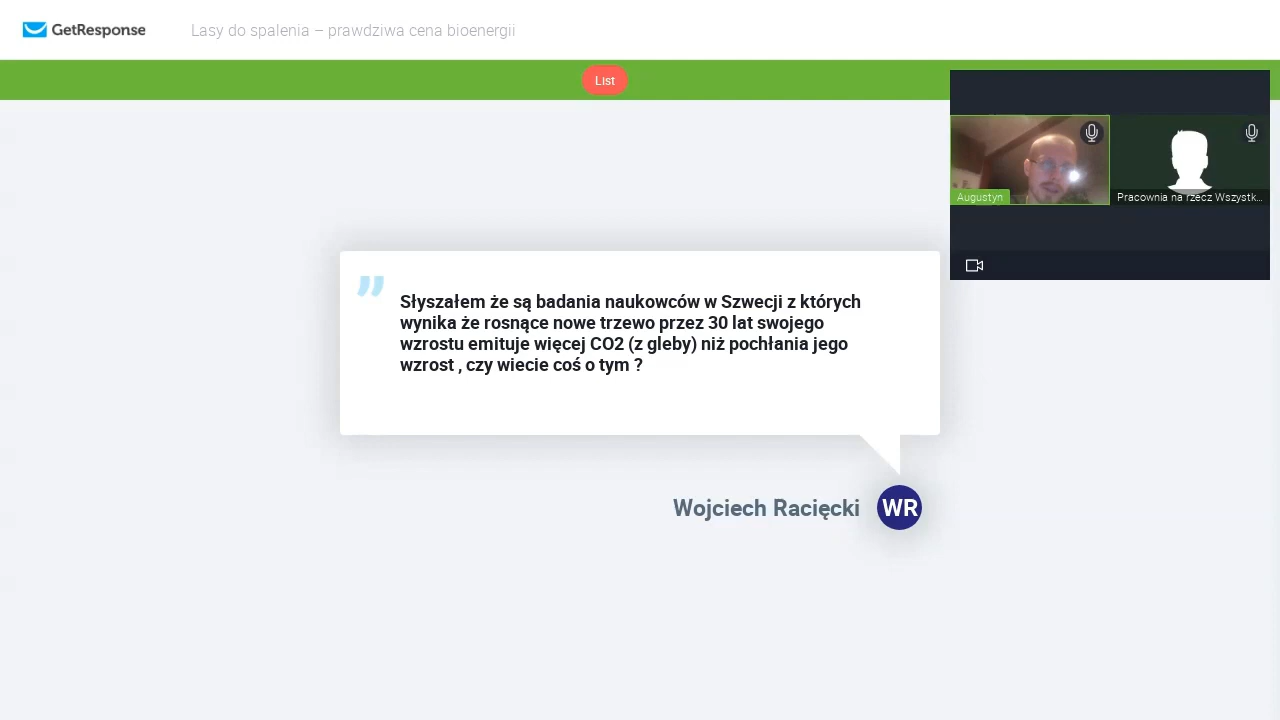 GetResponse
Lasy do spalenia – prawdziwa cena bioenergii
List
Augustyn
Pracownia na rzecz Wszystk...
Słyszałem że są badania naukowców w Szwecji z których
wynika że rosnące nowe trzewo przez 30 lat swojego
wzrostu emituje więcej CO2 (z gleby) niż pochłania jego
wzrost , czy wiecie coś o tym ?
Wojciech Racięcki
WR